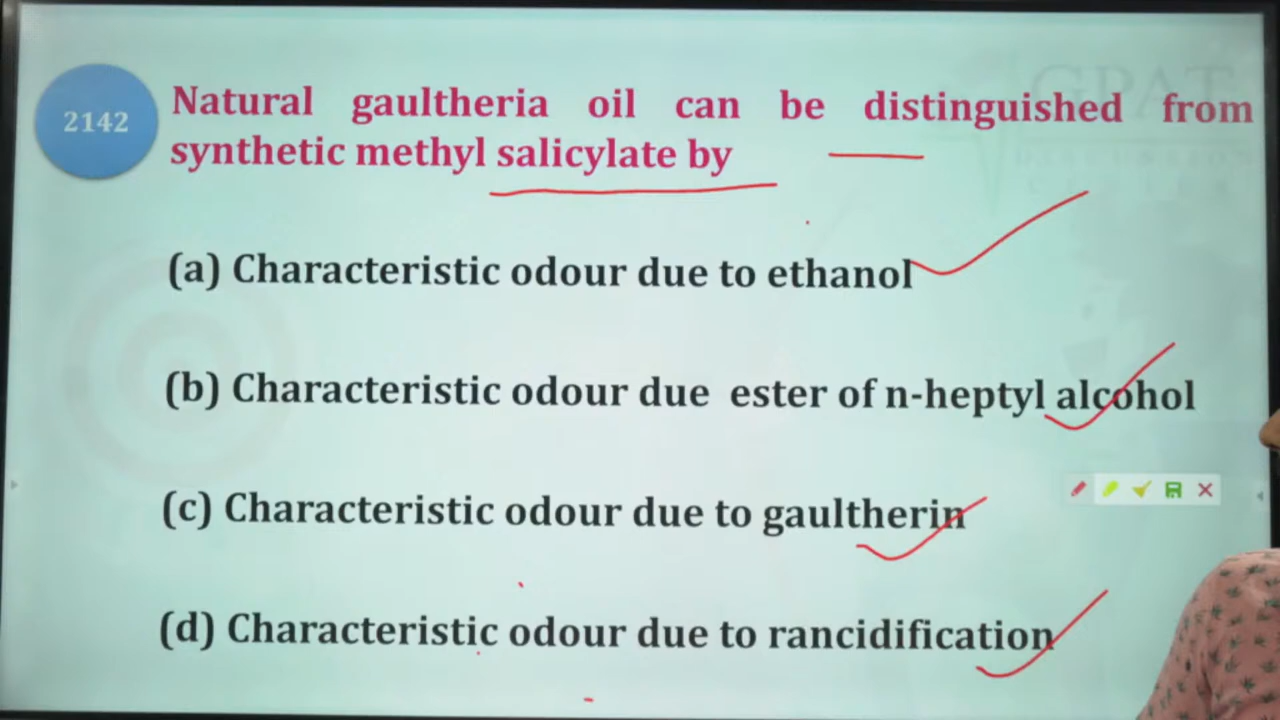 GPAT
2142
Natural gaultheria oil can be distinguished from
synthetic methyl salicylate by
(a) Characteristic odour due to ethanol
(b) Characteristic odour due ester of n-heptyl alcohol
(c) Characteristic odour due to gaultherin
(d) Characteristic odour due to rancidification